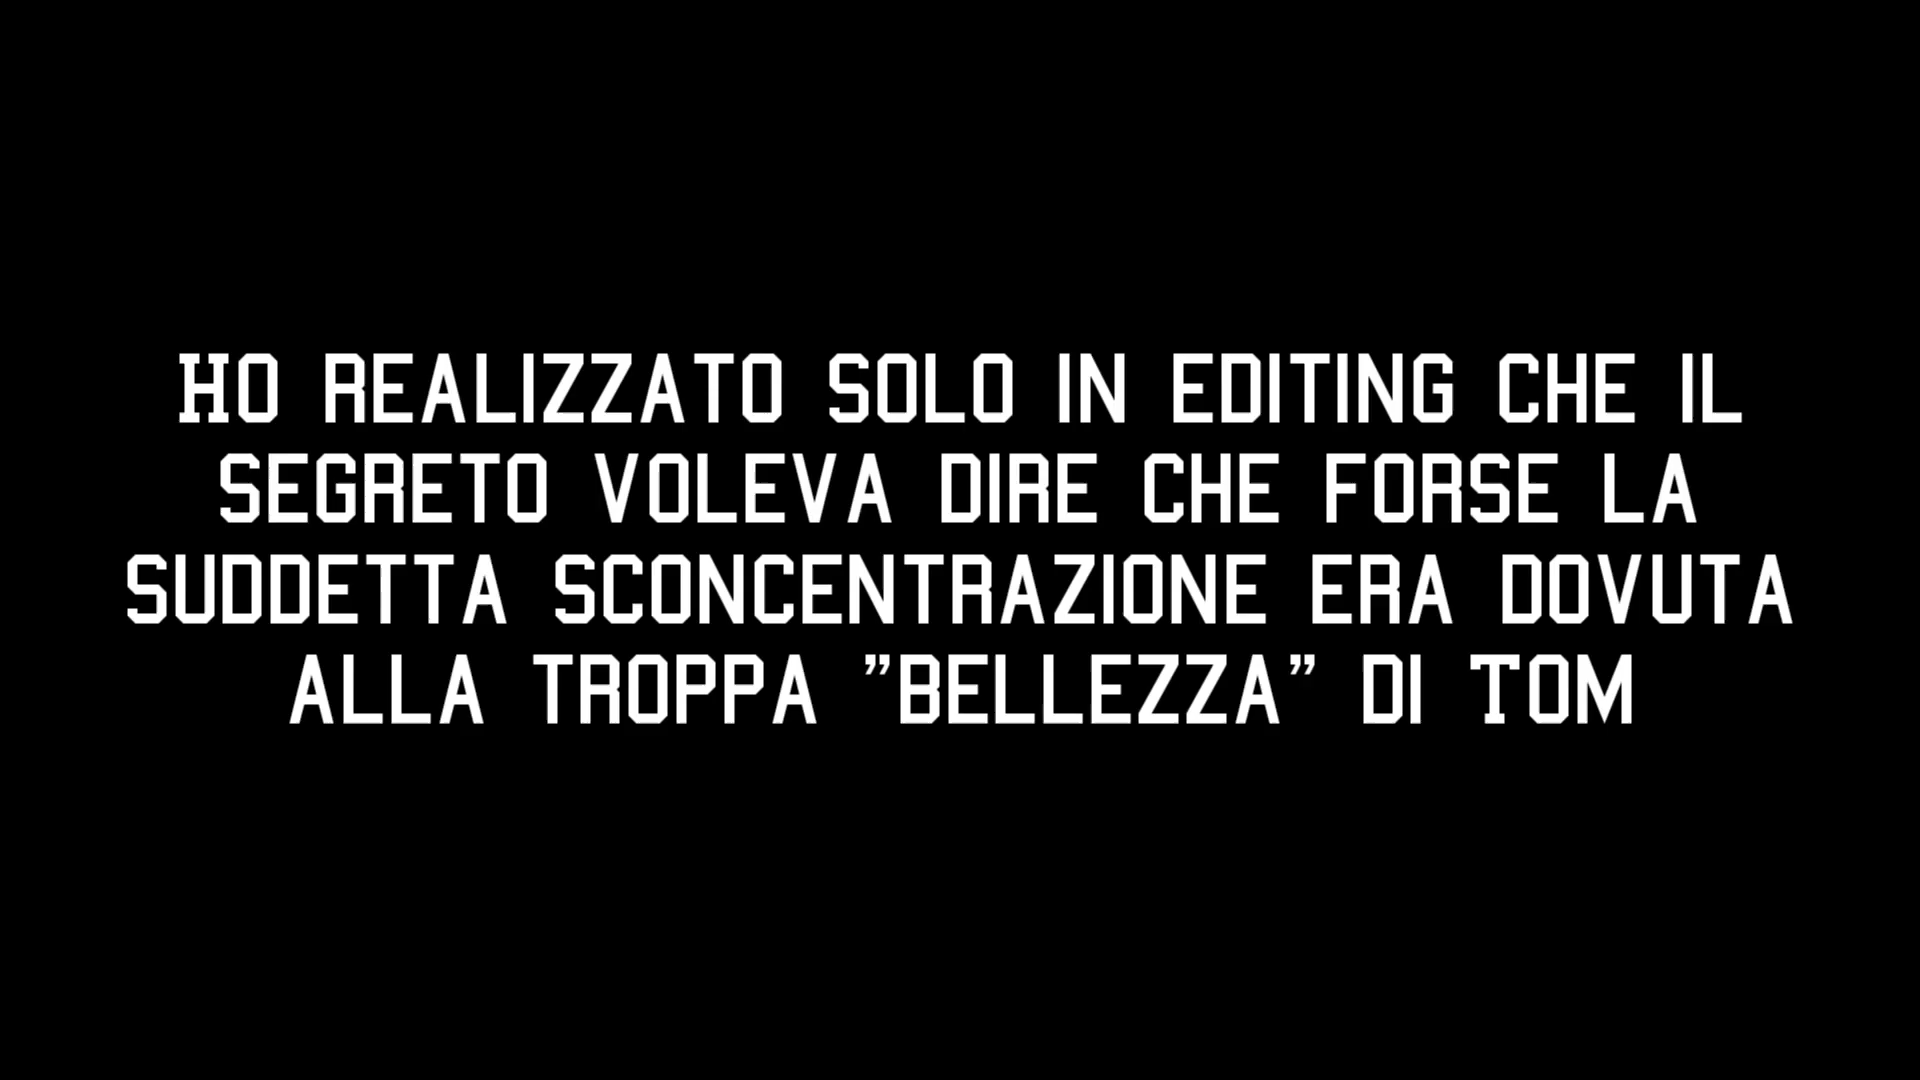 HO REALIZZATO SOLO IN EDITING CHE IL
SEGRETO VOLEVA DIRE CHE FORSE LA
SUDDETTA SCONCENTRAZIONE ERA DOVUTA
ALLA TROPPA ”BELLEZZA” DI TOM